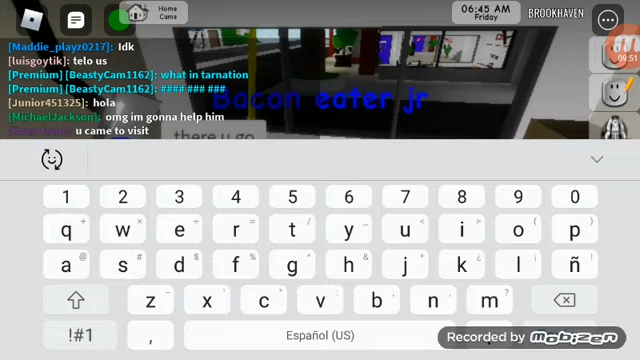 Home
Cams
06:45 AM
Friday
BROOKHAVEN
[Maddie_playz0217]: Idk
[luisgoytik]: telo us
[Premium] [BeastyCam1162]: what in tarnation
[Premium] [BeastyCam1162]: #### ### ###
[Junior451325]: hola
[MichaelJackson]: omg im gonna help him
u came to visit
Bacon eater jr
there u go
09:51
1 2 3 4 5 6 7 8 9 0
q w e r t y u i o p
a s d f g h j k l ñ
z x c v b n m
!#1 , Español (US)
Recorded by mobizen